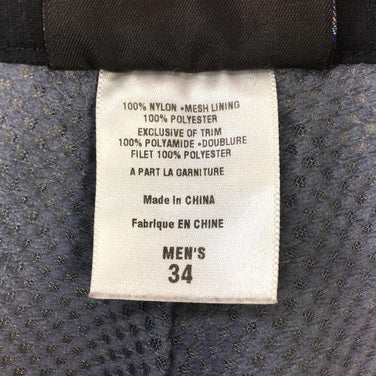 100% NYLON •MESH LINING
100% POLYESTER
EXCLUSIVE OF TRIM
100% POLYAMIDE •DOUBLURE
FILET 100% POLYESTER
A PART LA GARNITURE
Made in CHINA
Fabrique EN CHINE
MEN'S
34